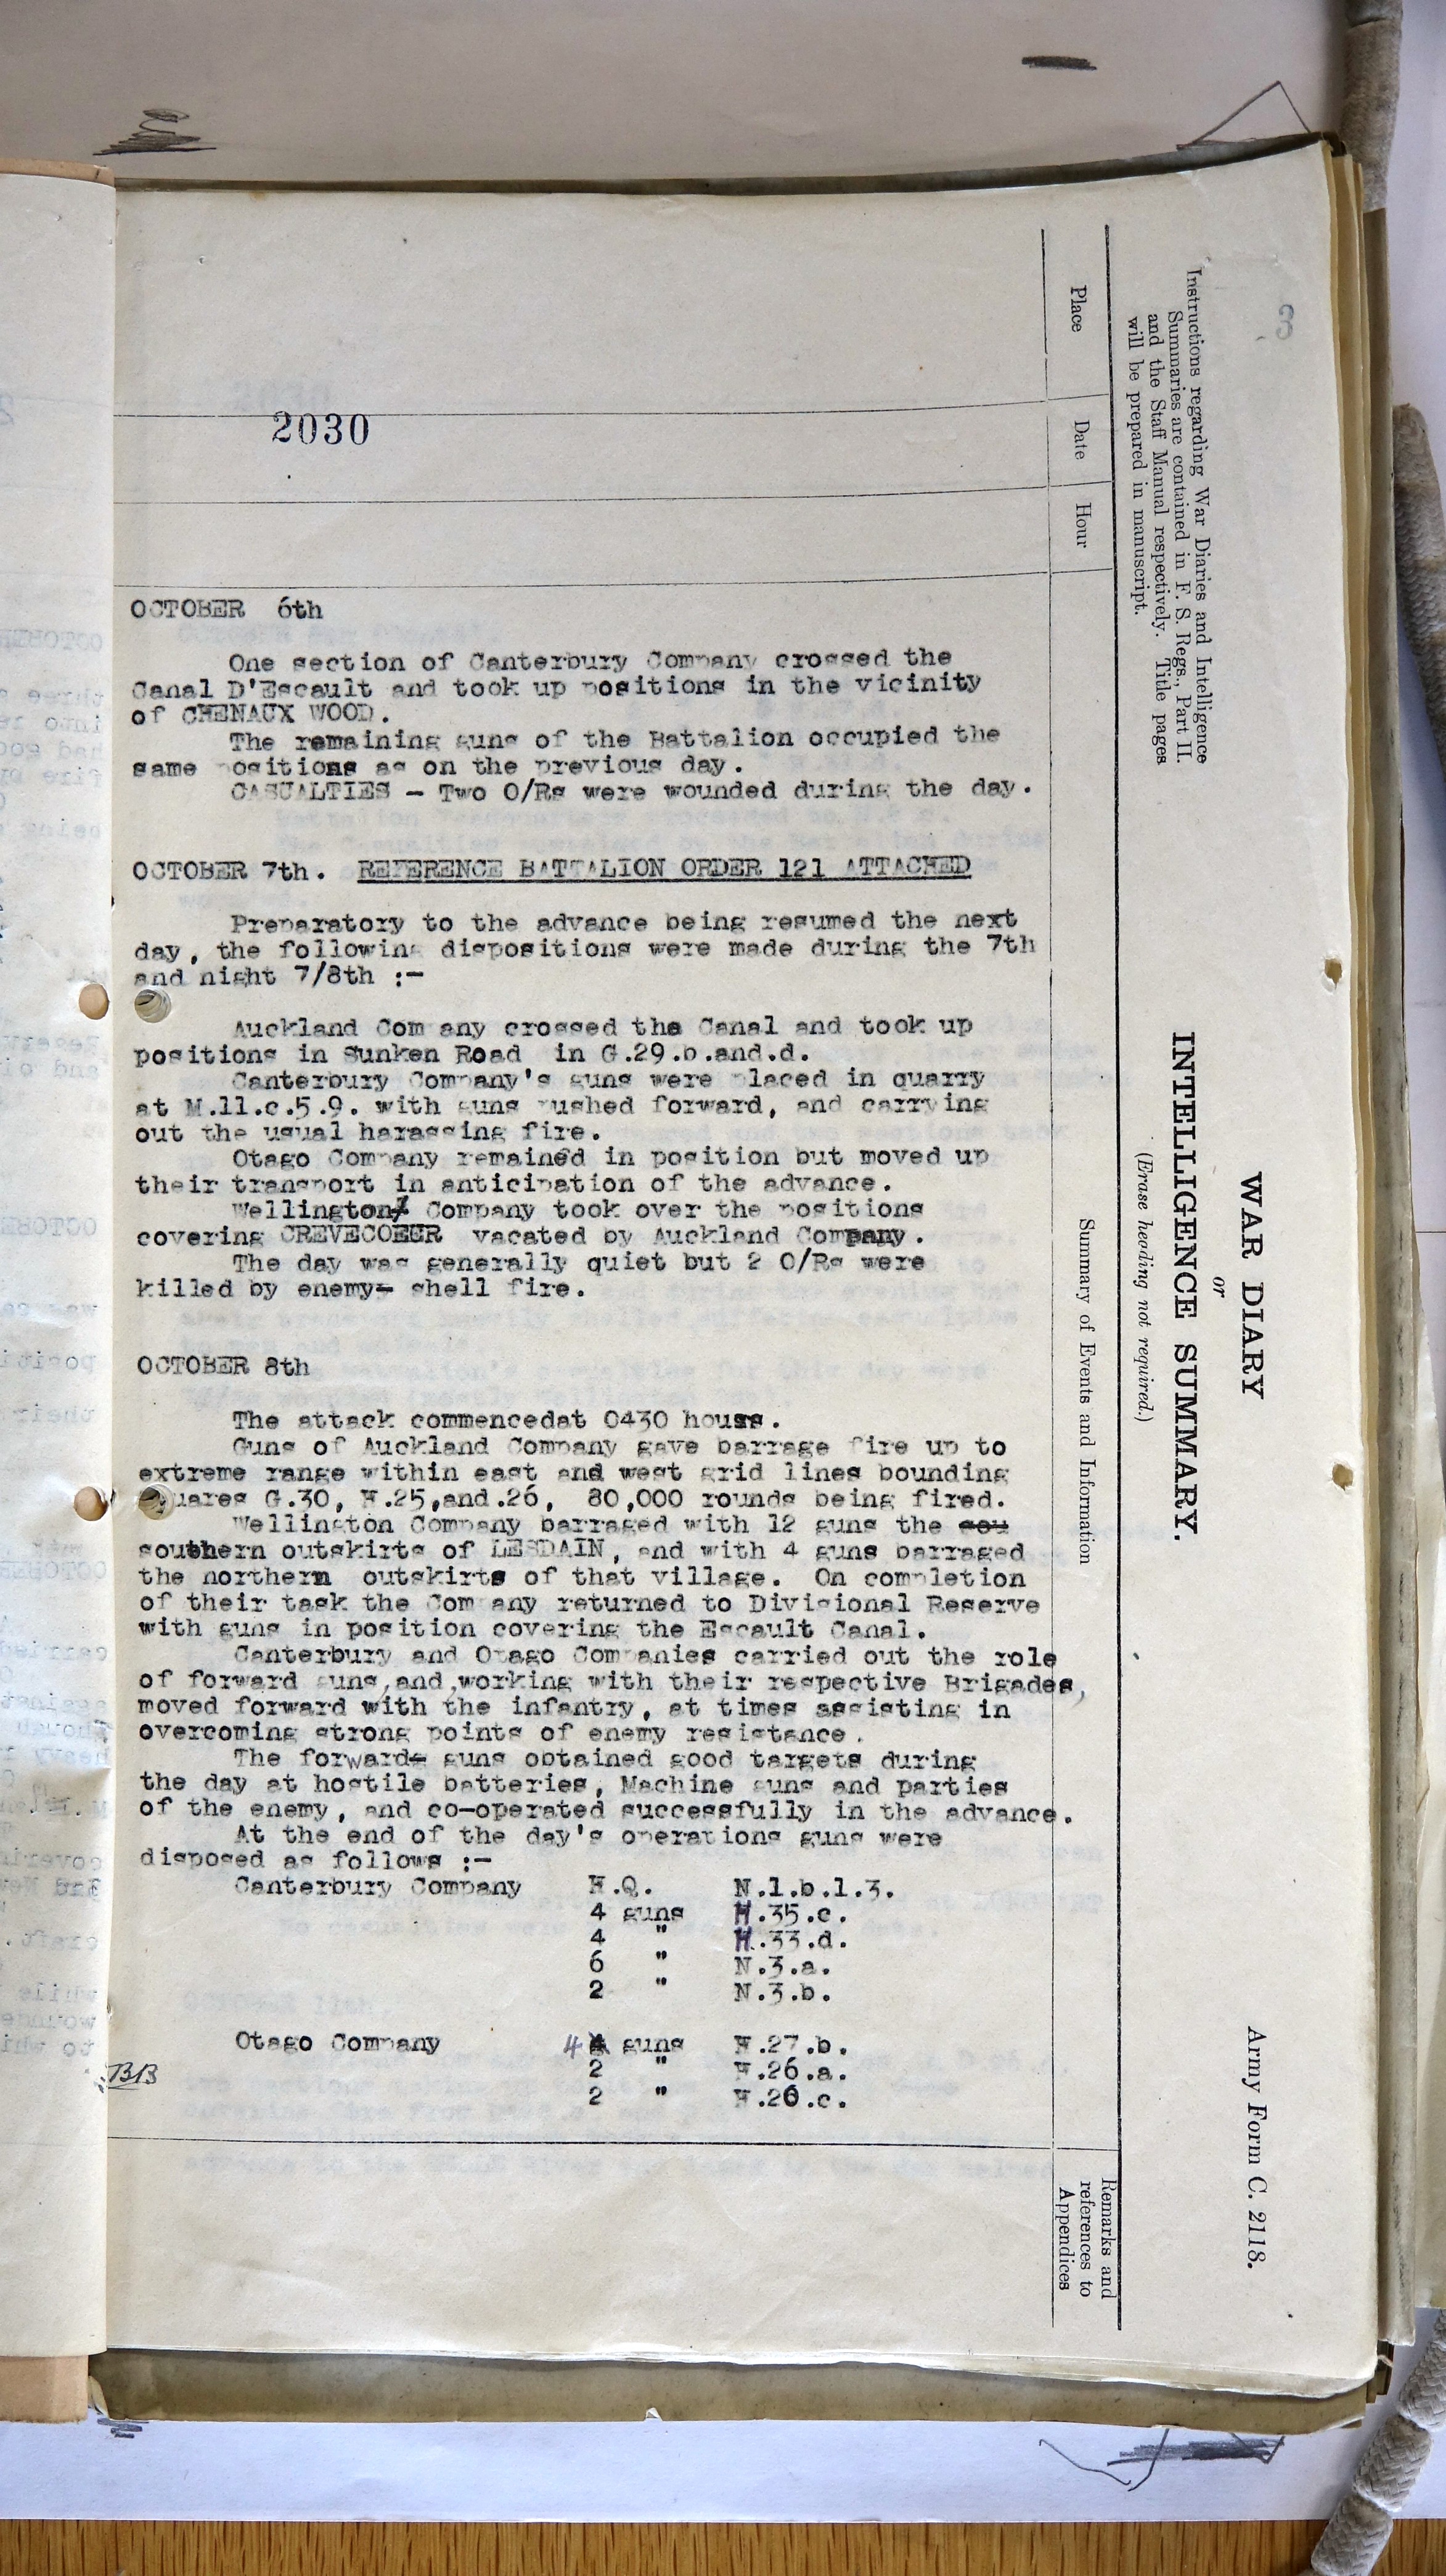 3
Army Form C. 2118.
WAR DIARY
or
INTELLIGENCE SUMMARY.
(Erase heading not required.)
Instructions regarding War Diaries and Intelligence
Summaries are contained in F. S. Regs., Part II.
and the Staff Manual respectively. Title pages
will be prepared in manuscript.
Place
Date
Hour
Summary of Events and Information
Remarks and
references to
Appendices
2030
OCTOBER 6th
One section of Canterbury Company crossed the
Canal D'Escault and took up positions in the vicinity
of CHENAUX WOOD.
The remaining guns of the Battalion occupied the
same positions as on the previous day.
CASUALTIES - Two O/Rs were wounded during the day.
OCTOBER 7th. REFERENCE BATTALION ORDER 121 ATTACHED
Preparatory to the advance being resumed the next
day, the following dispositions were made during the 7th
and night 7/8th :-
Auckland Company crossed the Canal and took up
positions in Sunken Road in G.29.b.and.d.
Canterbury Company's guns were placed in quarry
at M.11.c.5.9. with guns pushed forward, and carrying
out the usual harassing fire.
Otago Company remained in position but moved up
their transport in anticipation of the advance.
Wellington Company took over the positions
covering CREVECOEUR vacated by Auckland Company.
The day was generally quiet but 2 O/Rs were
killed by enemy shell fire.
OCTOBER 8th
The attack commencedat 0430 hours.
Guns of Auckland Company gave barrage fire up to
extreme range within east and west grid lines bounding
squares G.30, H.25,and.26, 80,000 rounds being fired.
Wellington Company barraged with 12 guns the sou
southern outskirts of LESDAIN, and with 4 guns barraged
the northern outskirts of that village. On completion
of their task the Company returned to Divisional Reserve
with guns in position covering the Escault Canal.
Canterbury and Otago Companies carried out the role
of forward guns,and,working with their respective Brigades,
moved forward with the infantry, at times assisting in
overcoming strong points of enemy resistance.
The forward guns obtained good targets during
the day at hostile batteries, Machine guns and parties
of the enemy, and co-operated successfully in the advance.
At the end of the day's operations guns were
disposed as follows :-
Canterbury Company H.Q. N.1.b.1.3.
4 guns H.35.c.
4 " H.33.d.
6 " N.3.a.
2 " N.3.b.
Otago Company 4 guns H.27.b.
2 " H.26.a.
2 " H.26.c.